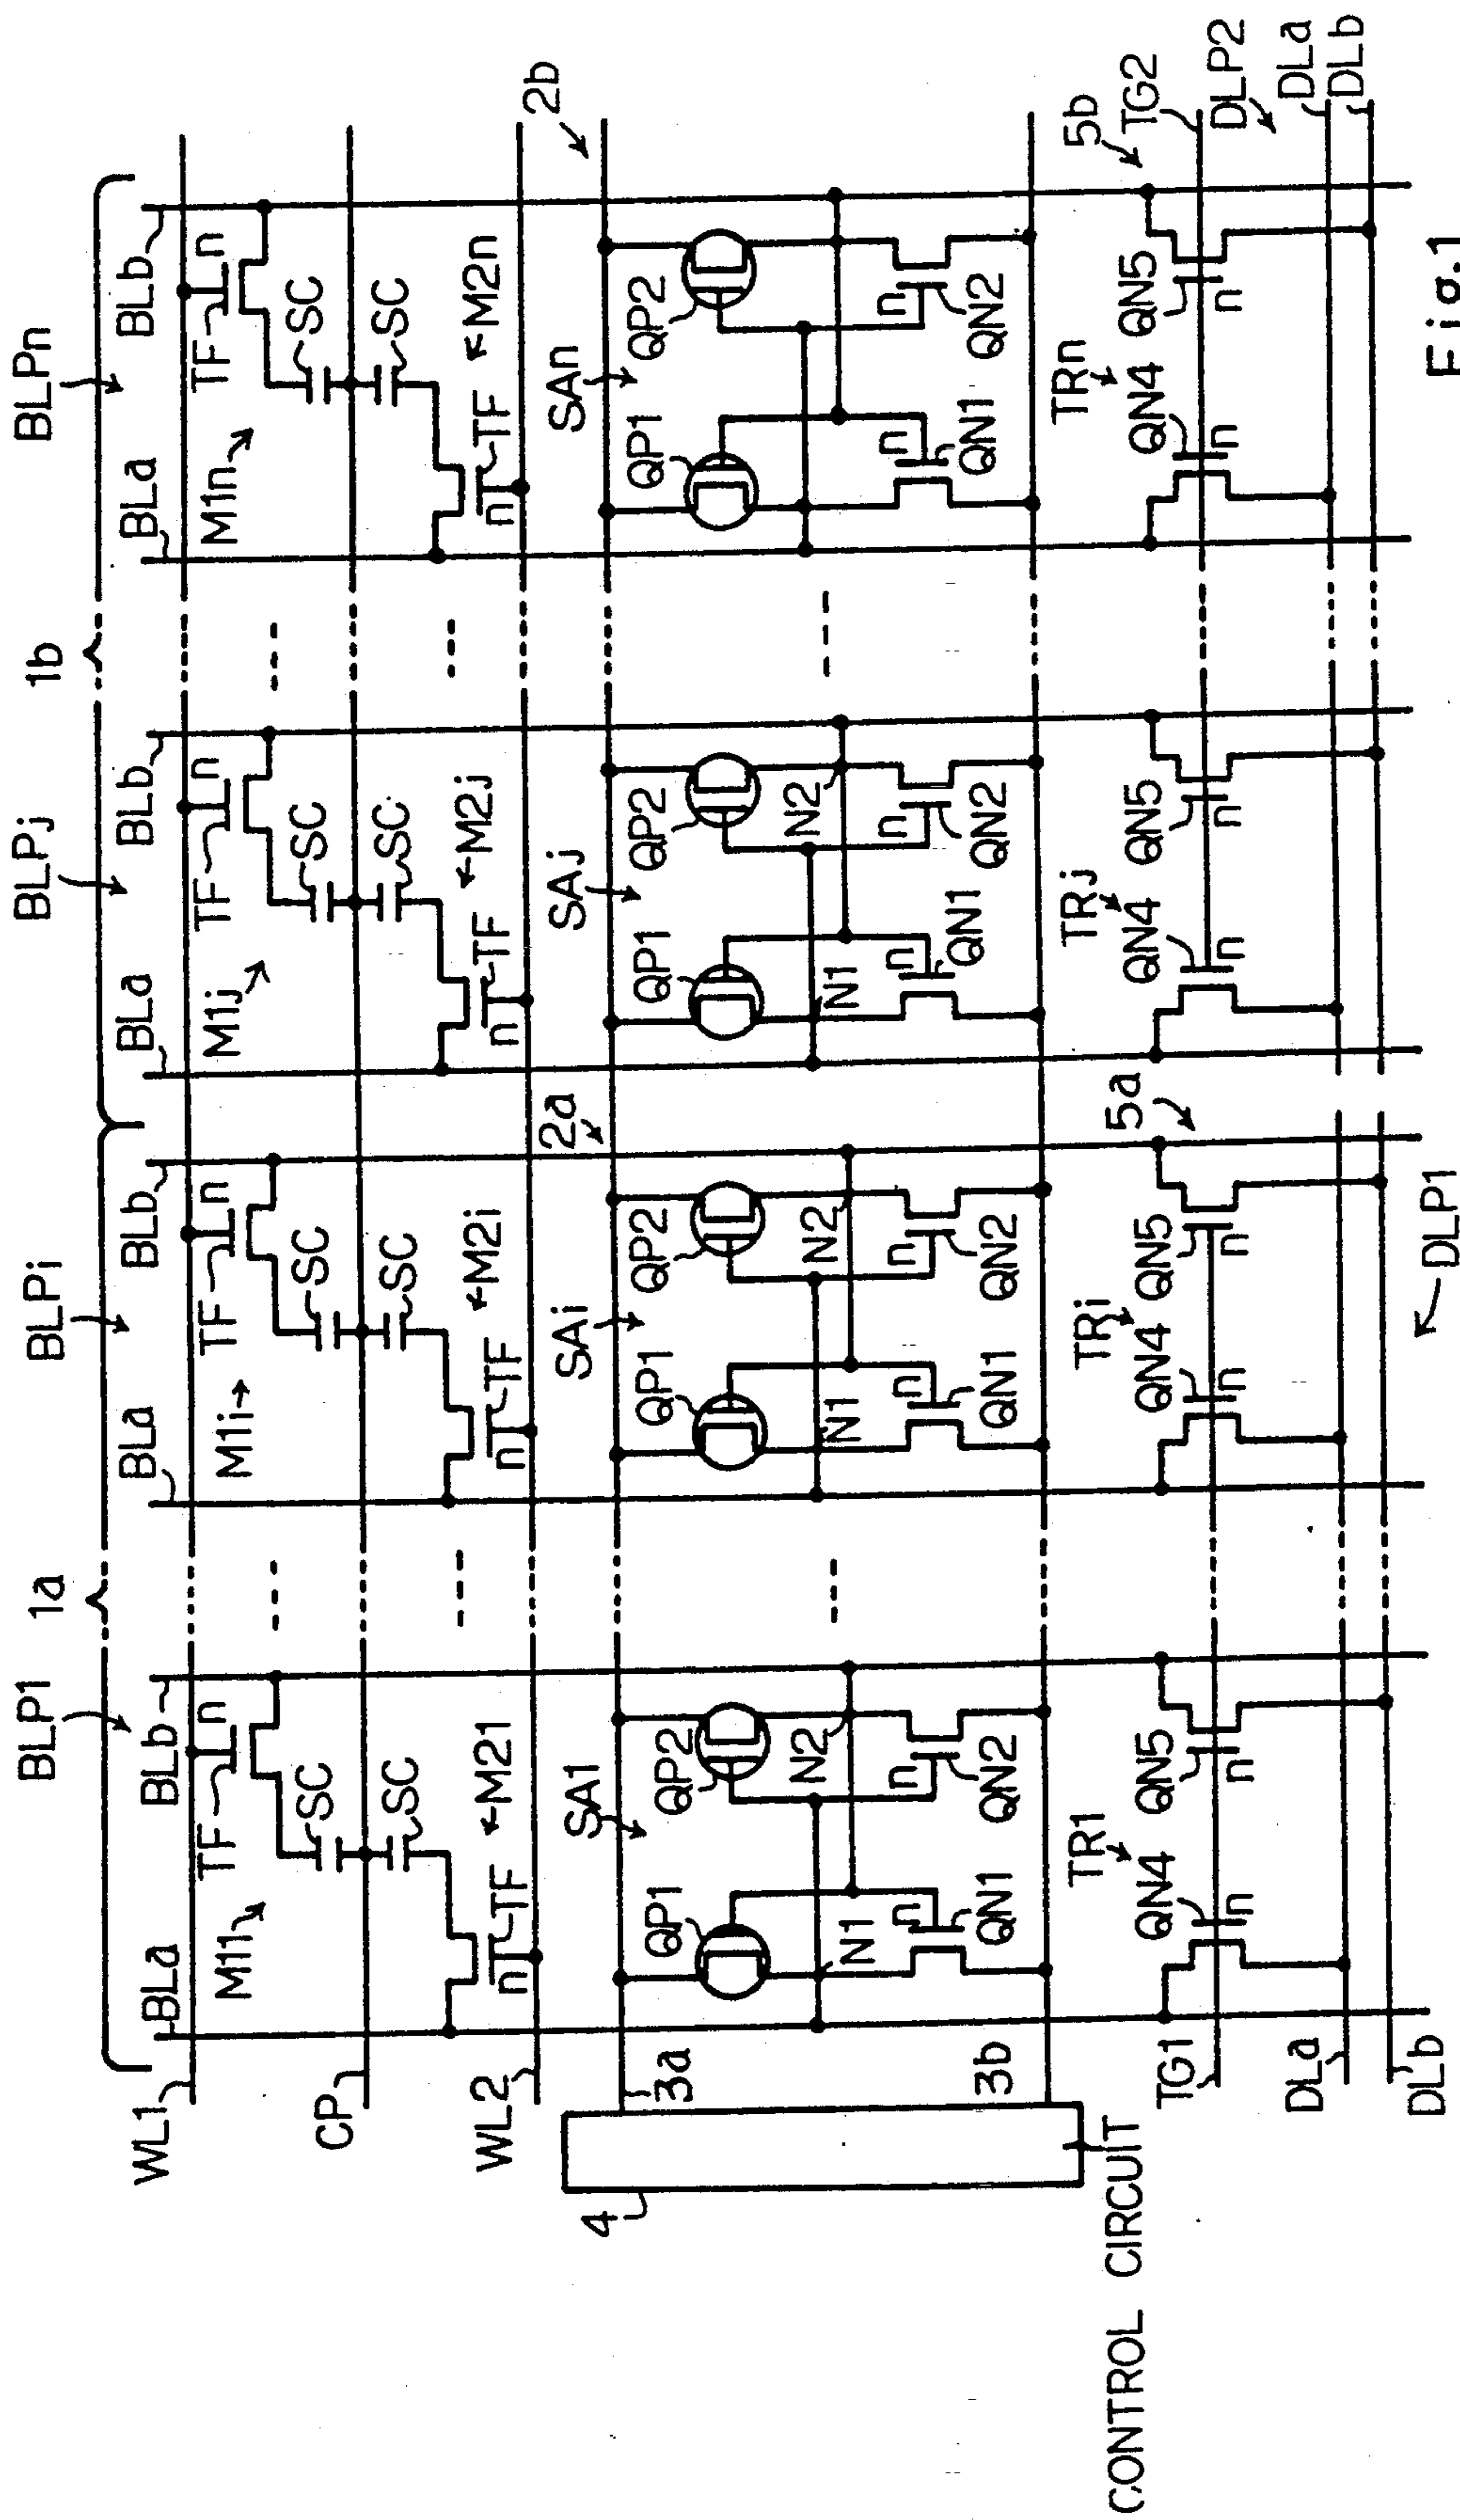 1a 1b
BLP1 BLPi BLPj BLPn
BLa BLb BLa BLb BLa BLb BLa BLb
WL1
TF n TF n TF n TF n
M11 M1i M1j M1n
SC SC SC SC
CP
SC SC SC SC
M21 M2i M2j M2n
n TF n TF n TF n TF
WL2
2a 2b
4
SA1 SAi SAj SAn
3a
QP1 QP2 QP1 QP2 QP1 QP2 QP1 QP2
N1 N2 N1 N2 N1 N2
n n n n n n n n
QN1 QN2 QN1 QN2 QN1 QN2 QN1 QN2
3b
CONTROL CIRCUIT
TR1 TRi TRj TRn
5a 5b
QN4 QN5 QN4 QN5 QN4 QN5 QN4 QN5
TG1 TG2
n n n n n n n n
DLP2
DLa DLa
DLb DLb
DLP1
Fig.1